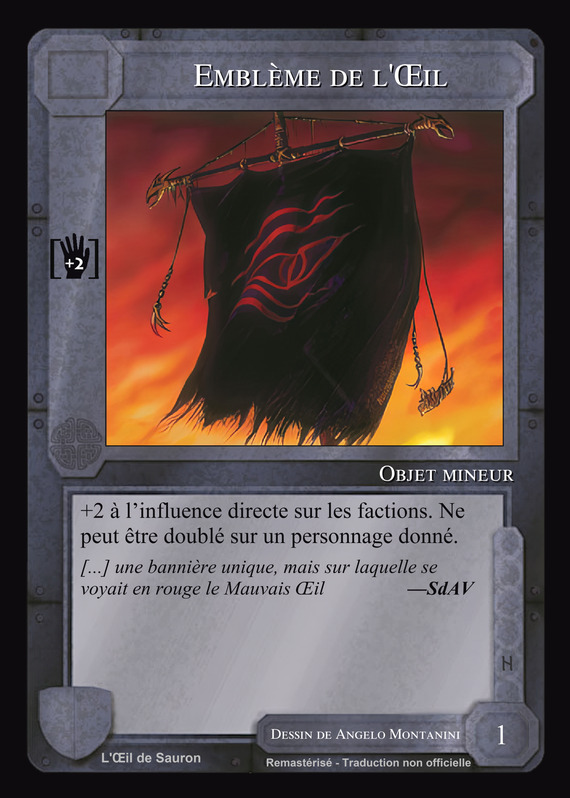 Emblème de l'Œil
[+2]
Objet mineur
+2 à l’influence directe sur les factions. Ne
peut être doublé sur un personnage donné.
[...] une bannière unique, mais sur laquelle se
voyait en rouge le Mauvais Œil —SdAV
Dessin de Angelo Montanini
1
L'Œil de Sauron
Remastérisé - Traduction non officielle